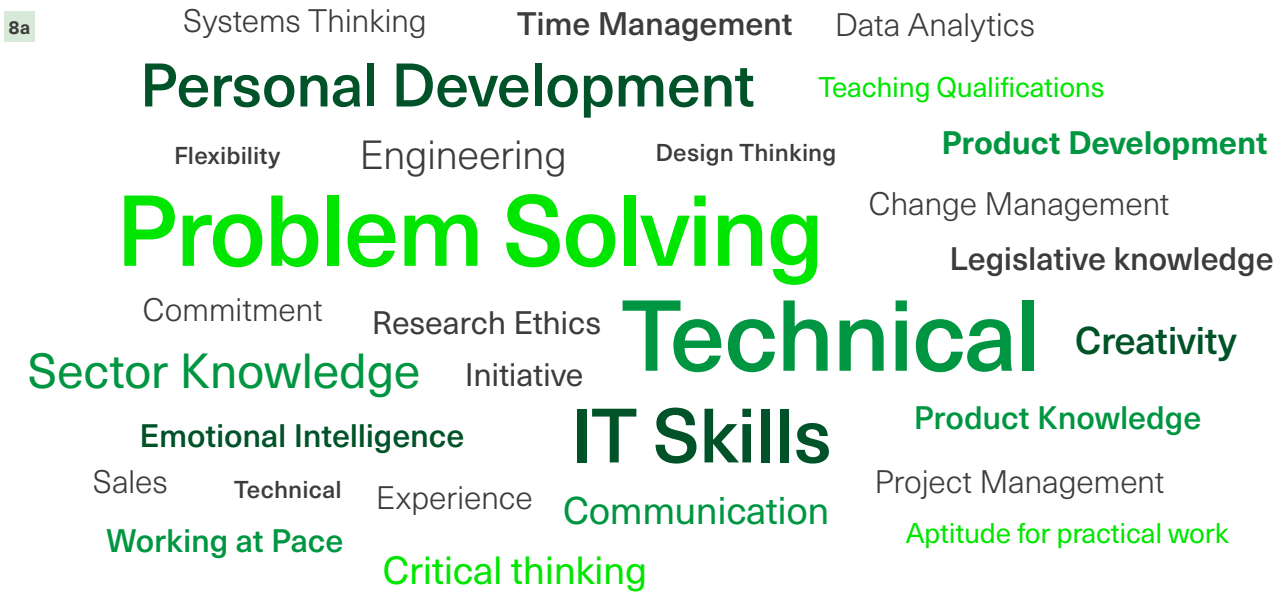 8a
Systems Thinking
Time Management
Data Analytics
Personal Development
Teaching Qualifications
Flexibility
Engineering
Design Thinking
Product Development
Problem Solving
Change Management
Legislative knowledge
Commitment
Research Ethics
Technical
Creativity
Sector Knowledge
Initiative
Emotional Intelligence
IT Skills
Product Knowledge
Sales
Technical
Experience
Communication
Project Management
Working at Pace
Critical thinking
Aptitude for practical work